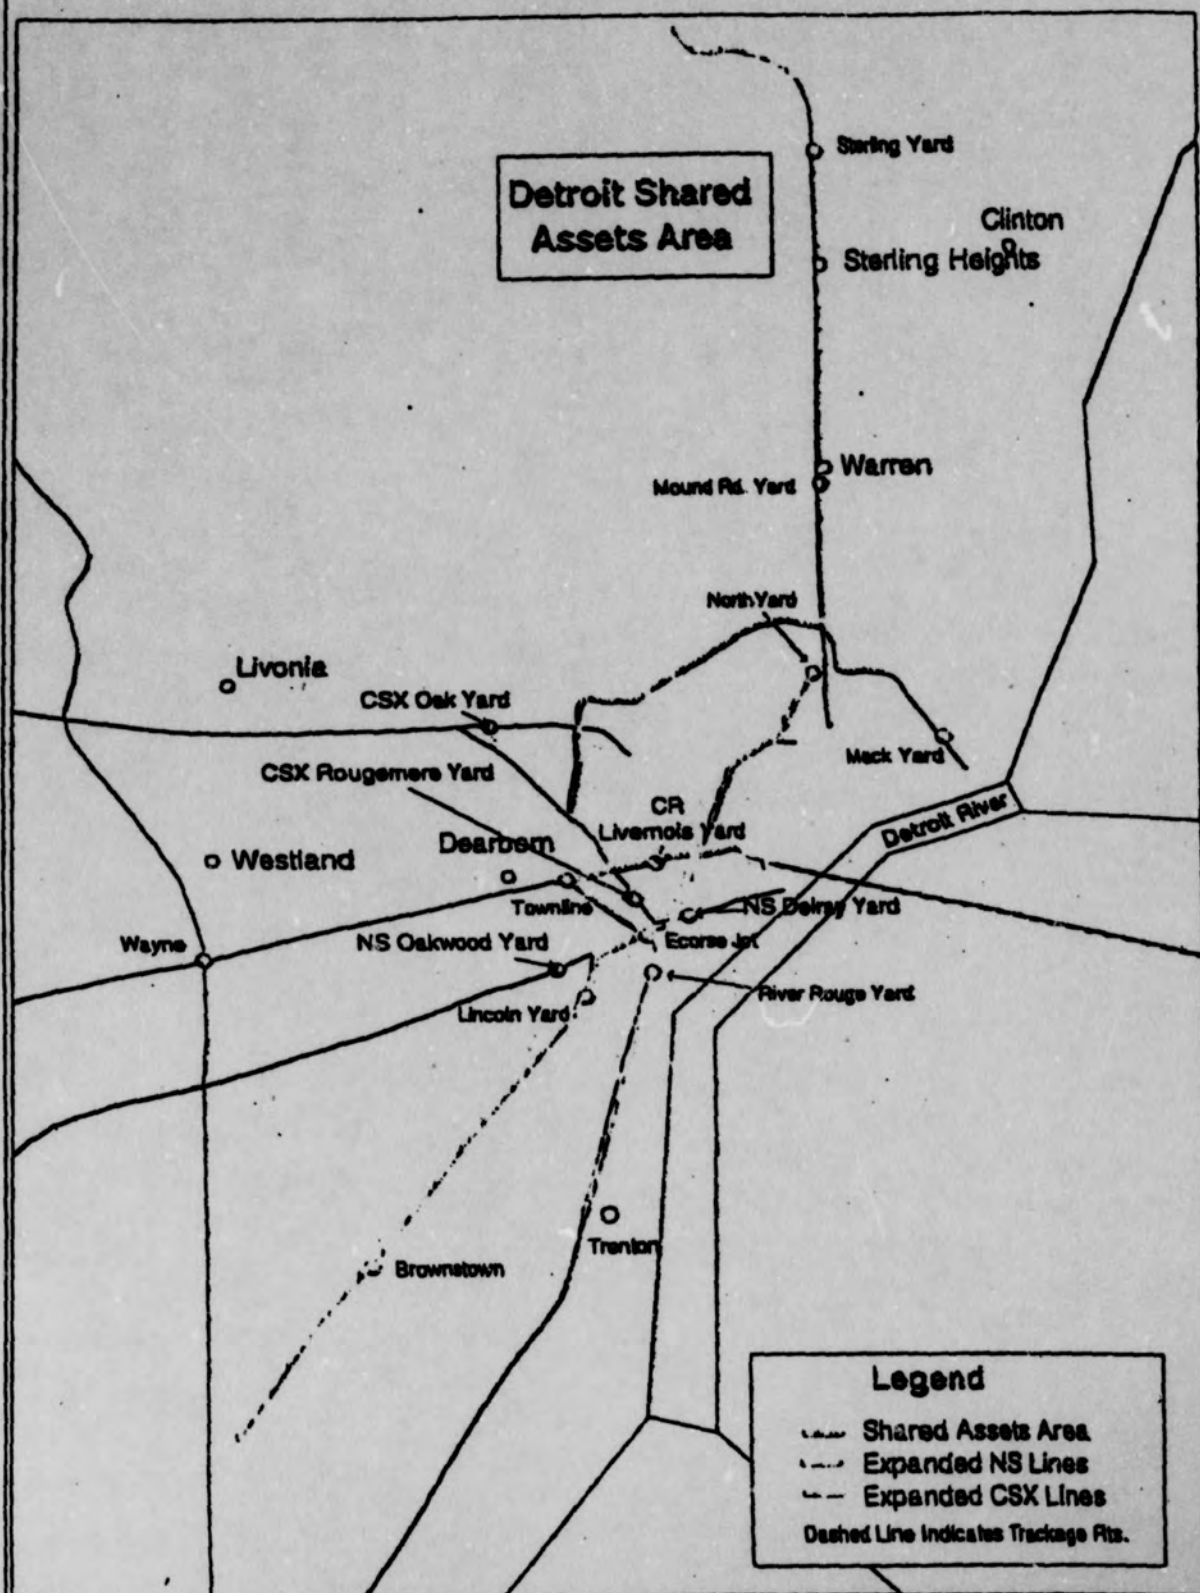 Sterling Yard
Detroit Shared
Assets Area
Clinton
Sterling Heights
Warren
Mound Rd. Yard
North Yard
Livonia
CSX Oak Yard
Mack Yard
CSX Rougemere Yard
CR
Livernois Yard
Detroit River
Dearborn
Westland
Townline
NS Delray Yard
Wayne
NS Oakwood Yard
Ecorse Jct
River Rouge Yard
Lincoln Yard
Trenton
Brownstown
Legend
Shared Assets Area
Expanded NS Lines
Expanded CSX Lines
Dashed Line Indicates Trackage Rts.